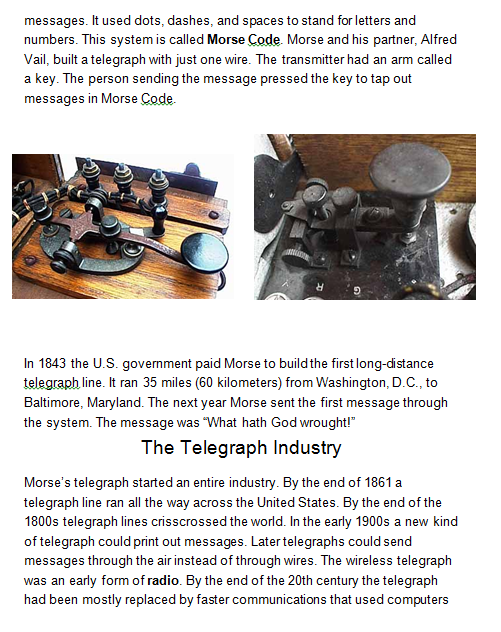 messages. It used dots, dashes, and spaces to stand for letters and
numbers. This system is called Morse Code. Morse and his partner, Alfred
Vail, built a telegraph with just one wire. The transmitter had an arm called
a key. The person sending the message pressed the key to tap out
messages in Morse Code.
In 1843 the U.S. government paid Morse to build the first long-distance
telegraph line. It ran 35 miles (60 kilometers) from Washington, D.C., to
Baltimore, Maryland. The next year Morse sent the first message through
the system. The message was “What hath God wrought!”
The Telegraph Industry
Morse’s telegraph started an entire industry. By the end of 1861 a
telegraph line ran all the way across the United States. By the end of the
1800s telegraph lines crisscrossed the world. In the early 1900s a new kind
of telegraph could print out messages. Later telegraphs could send
messages through the air instead of through wires. The wireless telegraph
was an early form of radio. By the end of the 20th century the telegraph
had been mostly replaced by faster communications that used computers